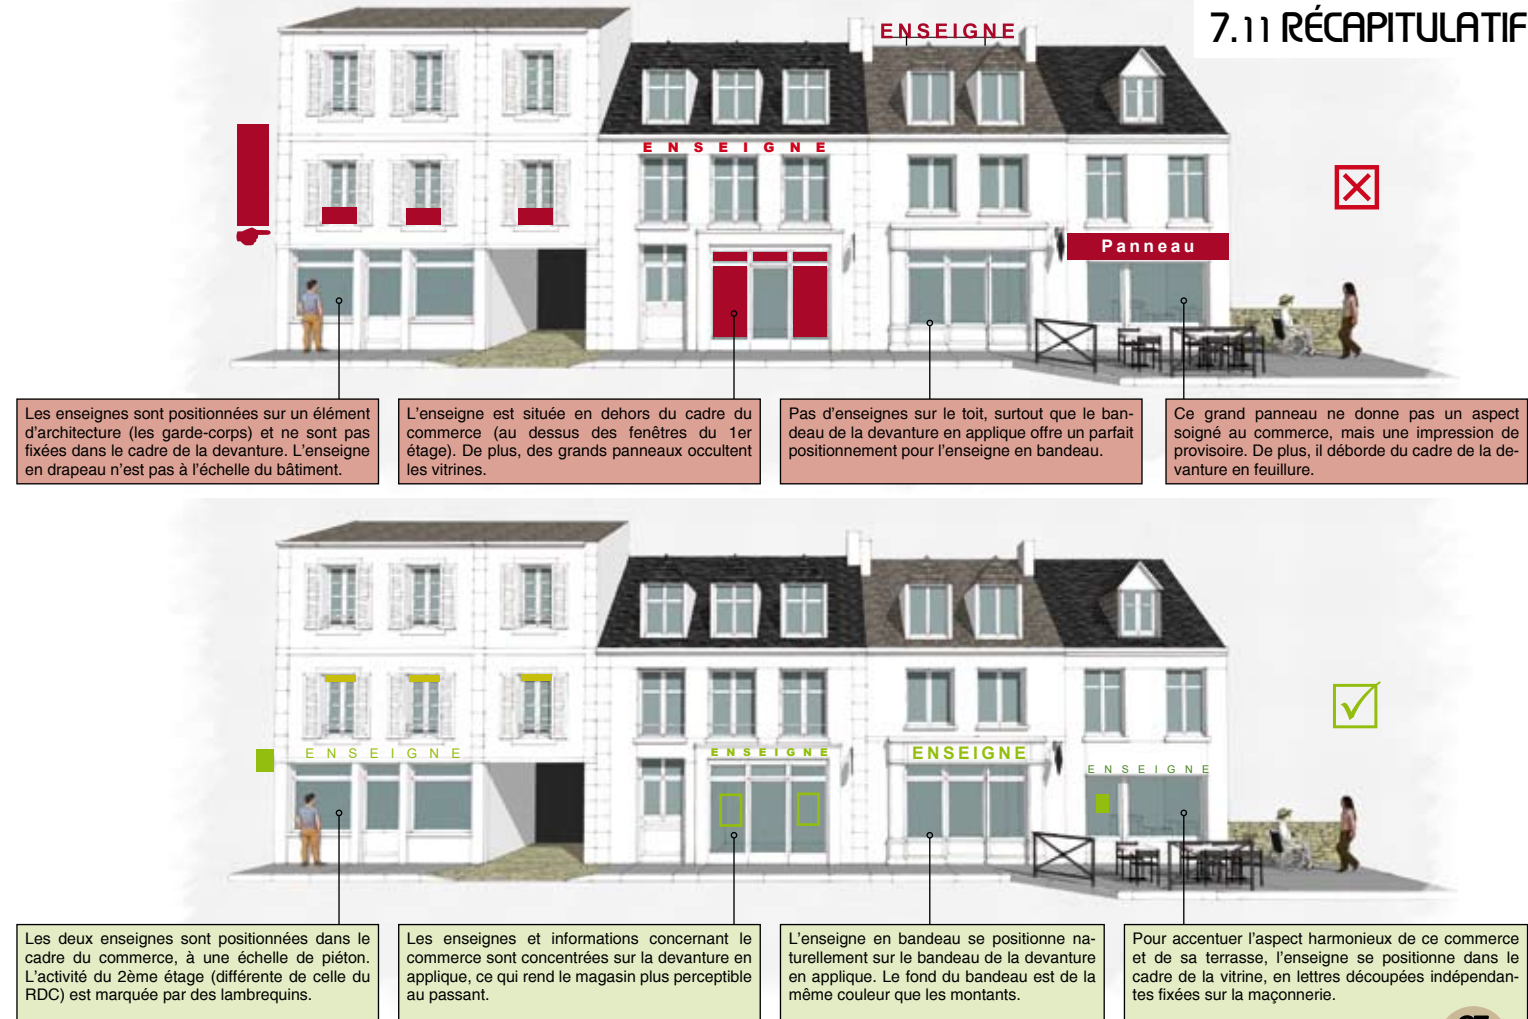 7.11 RÉCAPITULATIF
ENSEIGNE
ENSEIGNE
Panneau
Les enseignes sont positionnées sur un élément
d'architecture (les garde-corps) et ne sont pas
fixées dans le cadre de la devanture. L'enseigne
en drapeau n'est pas à l'échelle du bâtiment.
L'enseigne est située en dehors du cadre du
commerce (au dessus des fenêtres du 1er
étage). De plus, des grands panneaux occultent
les vitrines.
Pas d'enseignes sur le toit, surtout que le ban-
deau de la devanture en applique offre un parfait
positionnement pour l'enseigne en bandeau.
Ce grand panneau ne donne pas un aspect
soigné au commerce, mais une impression de
provisoire. De plus, il déborde du cadre de la de-
vanture en feuillure.
ENSEIGNE
ENSEIGNE
ENSEIGNE
ENSEIGNE
Les deux enseignes sont positionnées dans le
cadre du commerce, à une échelle de piéton.
L'activité du 2ème étage (différente de celle du
RDC) est marquée par des lambrequins.
Les enseignes et informations concernant le
commerce sont concentrées sur la devanture en
applique, ce qui rend le magasin plus perceptible
au passant.
L'enseigne en bandeau se positionne na-
turellement sur le bandeau de la devanture
en applique. Le fond du bandeau est de la
même couleur que les montants.
Pour accentuer l'aspect harmonieux de ce commerce
et de sa terrasse, l'enseigne se positionne dans le
cadre de la vitrine, en lettres découpées indépendan-
tes fixées sur la maçonnerie.